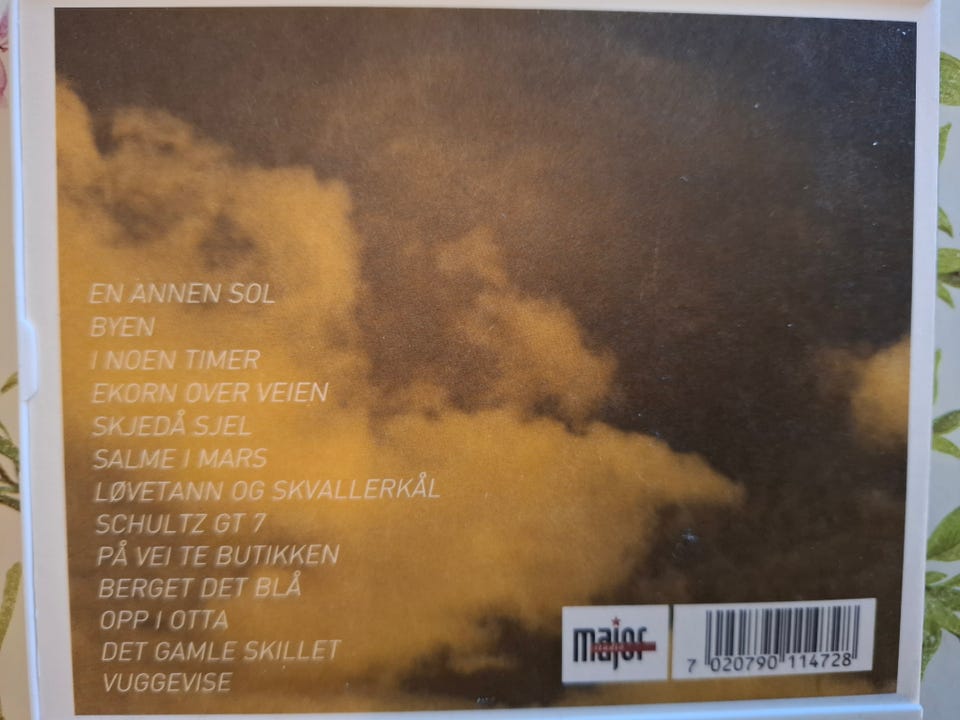 EN ANNEN SOL
BYEN
I NOEN TIMER
EKORN OVER VEIEN
SKJEDÅ SJEL
SALME I MARS
LØVETANN OG SKVALLERKÅL
SCHULTZ GT 7
PÅ VEI TE BUTIKKEN
BERGET DET BLÅ
OPP I OTTA
DET GAMLE SKILLET
VUGGEVISE
major
7 020790 114728